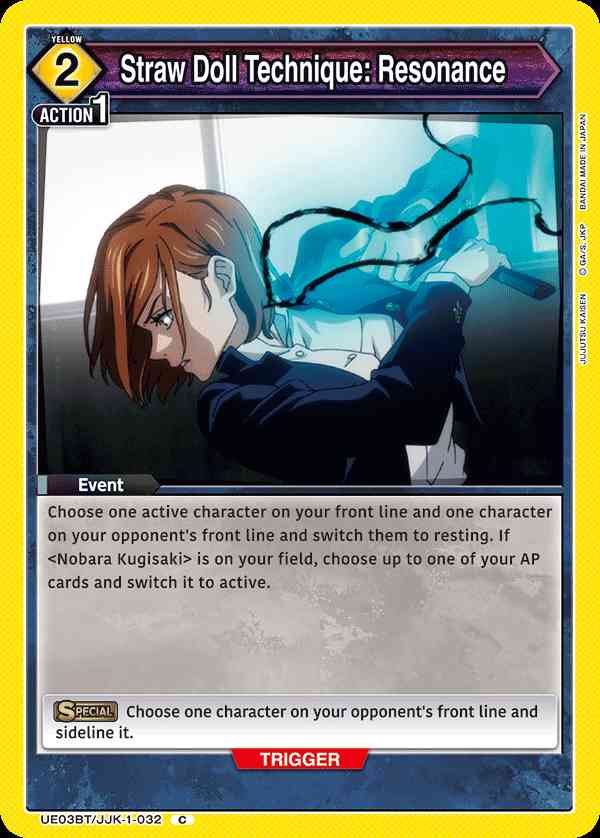 YELLOW
2
Straw Doll Technique: Resonance
ACTION 1
BANDAI MADE IN JAPAN
© GA/S, JKP
JUJUTSU KAISEN
Event
Choose one active character on your front line and one character
on your opponent's front line and switch them to resting. If
<Nobara Kugisaki> is on your field, choose up to one of your AP
cards and switch it to active.
SPECIAL Choose one character on your opponent's front line and
sideline it.
TRIGGER
UE03BT/JJK-1-032 C